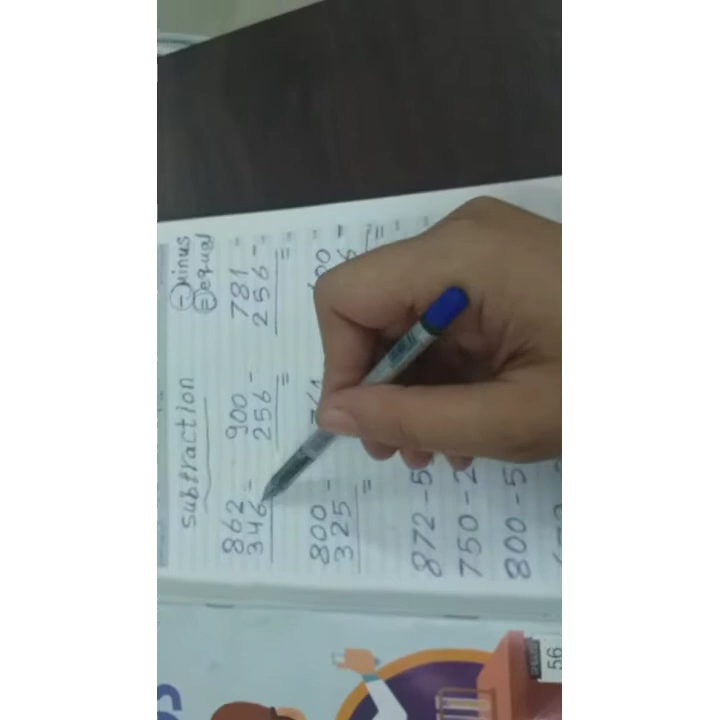 subtraction
⊖ minus
⊜ equal
862 - 900 - 781 -
346 256 - 256 -
= =
800 -
325
=
872 - 5
750 - 2
800 - 5
56